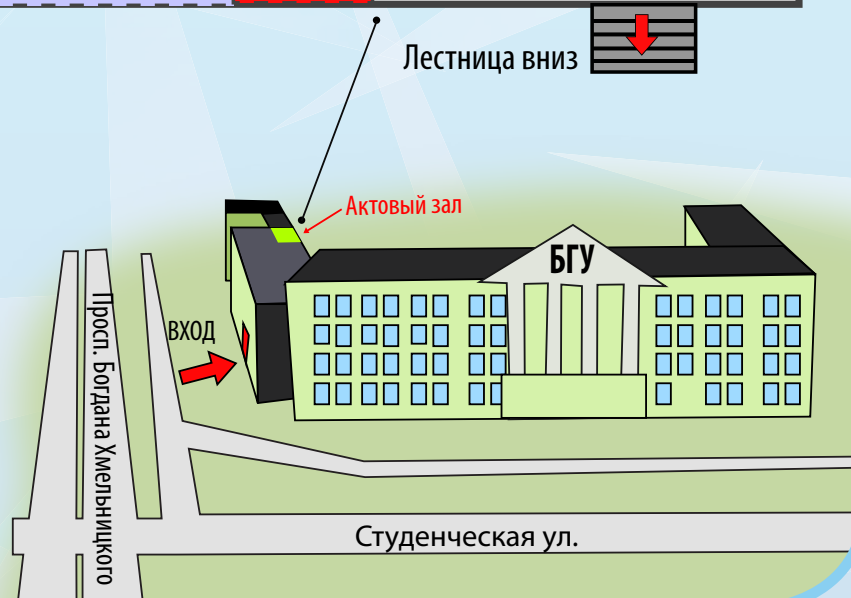 Лестница вниз
Актовый зал
БГУ
ВХОД
Просп. Богдана Хмельницкого
Студенческая ул.